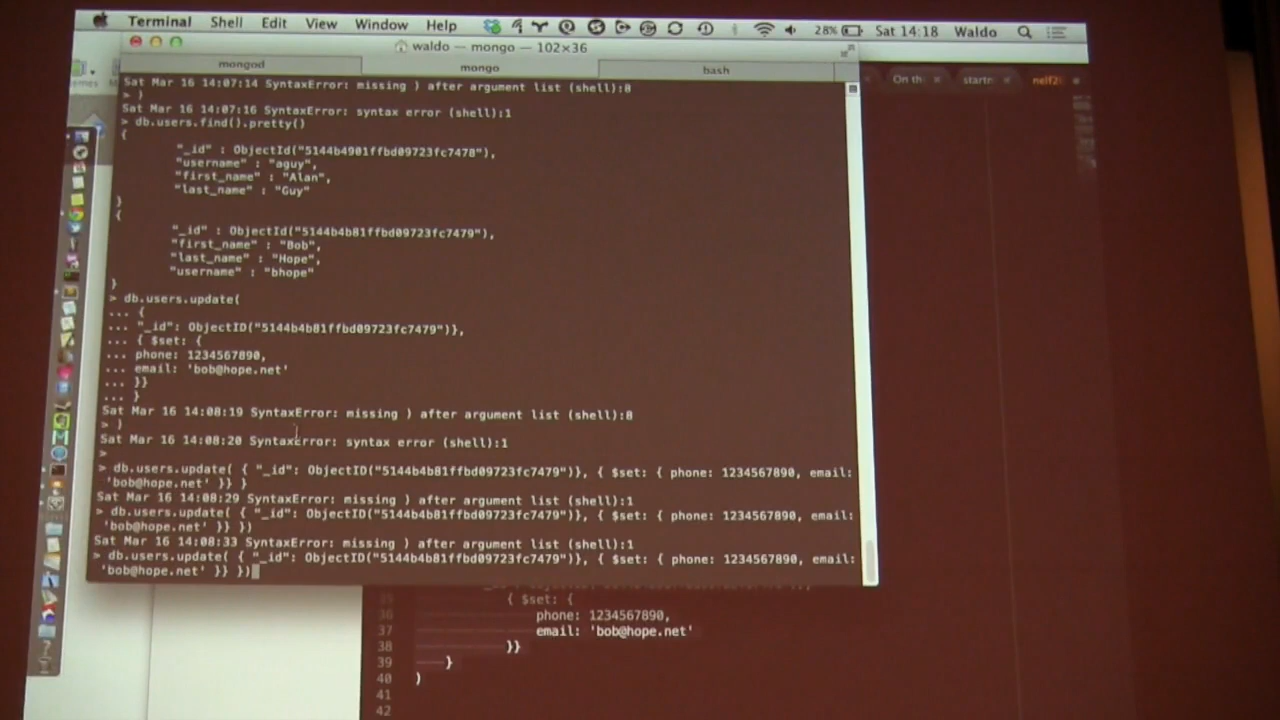 Terminal Shell Edit View Window Help 28% Sat 14:18 Waldo
waldo — mongo — 102×36
mongod mongo bash
On th startr
Sat Mar 16 14:07:14 SyntaxError: missing ) after argument list (shell):8
> )
Sat Mar 16 14:07:16 SyntaxError: syntax error (shell):1
> db.users.find().pretty()
{
"_id" : ObjectId("5144b4901ffbd09723fc7478"),
"username" : "aguy",
"first_name" : "Alan",
"last_name" : "Guy"
}
{
"_id" : ObjectId("5144b4b81ffbd09723fc7479"),
"first_name" : "Bob",
"last_name" : "Hope",
"username" : "bhope"
}
> db.users.update(
... {
... "_id": ObjectID("5144b4b81ffbd09723fc7479")},
... { $set: {
... phone: 1234567890,
... email: 'bob@hope.net'
... }}
... }
Sat Mar 16 14:08:19 SyntaxError: missing ) after argument list (shell):8
> )
Sat Mar 16 14:08:20 SyntaxError: syntax error (shell):1
>
> db.users.update( { "_id": ObjectID("5144b4b81ffbd09723fc7479")}, { $set: { phone: 1234567890, email:
'bob@hope.net' }} }
Sat Mar 16 14:08:29 SyntaxError: missing ) after argument list (shell):1
> db.users.update( { "_id": ObjectID("5144b4b81ffbd09723fc7479")}, { $set: { phone: 1234567890, email:
'bob@hope.net' }} })
Sat Mar 16 14:08:33 SyntaxError: missing ) after argument list (shell):1
> db.users.update( { "_id": ObjectID("5144b4b81ffbd09723fc7479")}, { $set: { phone: 1234567890, email:
'bob@hope.net' }} })
35 { $set: {
36 phone: 1234567890,
37 email: 'bob@hope.net'
38 }}
39 }
40 )
41
42